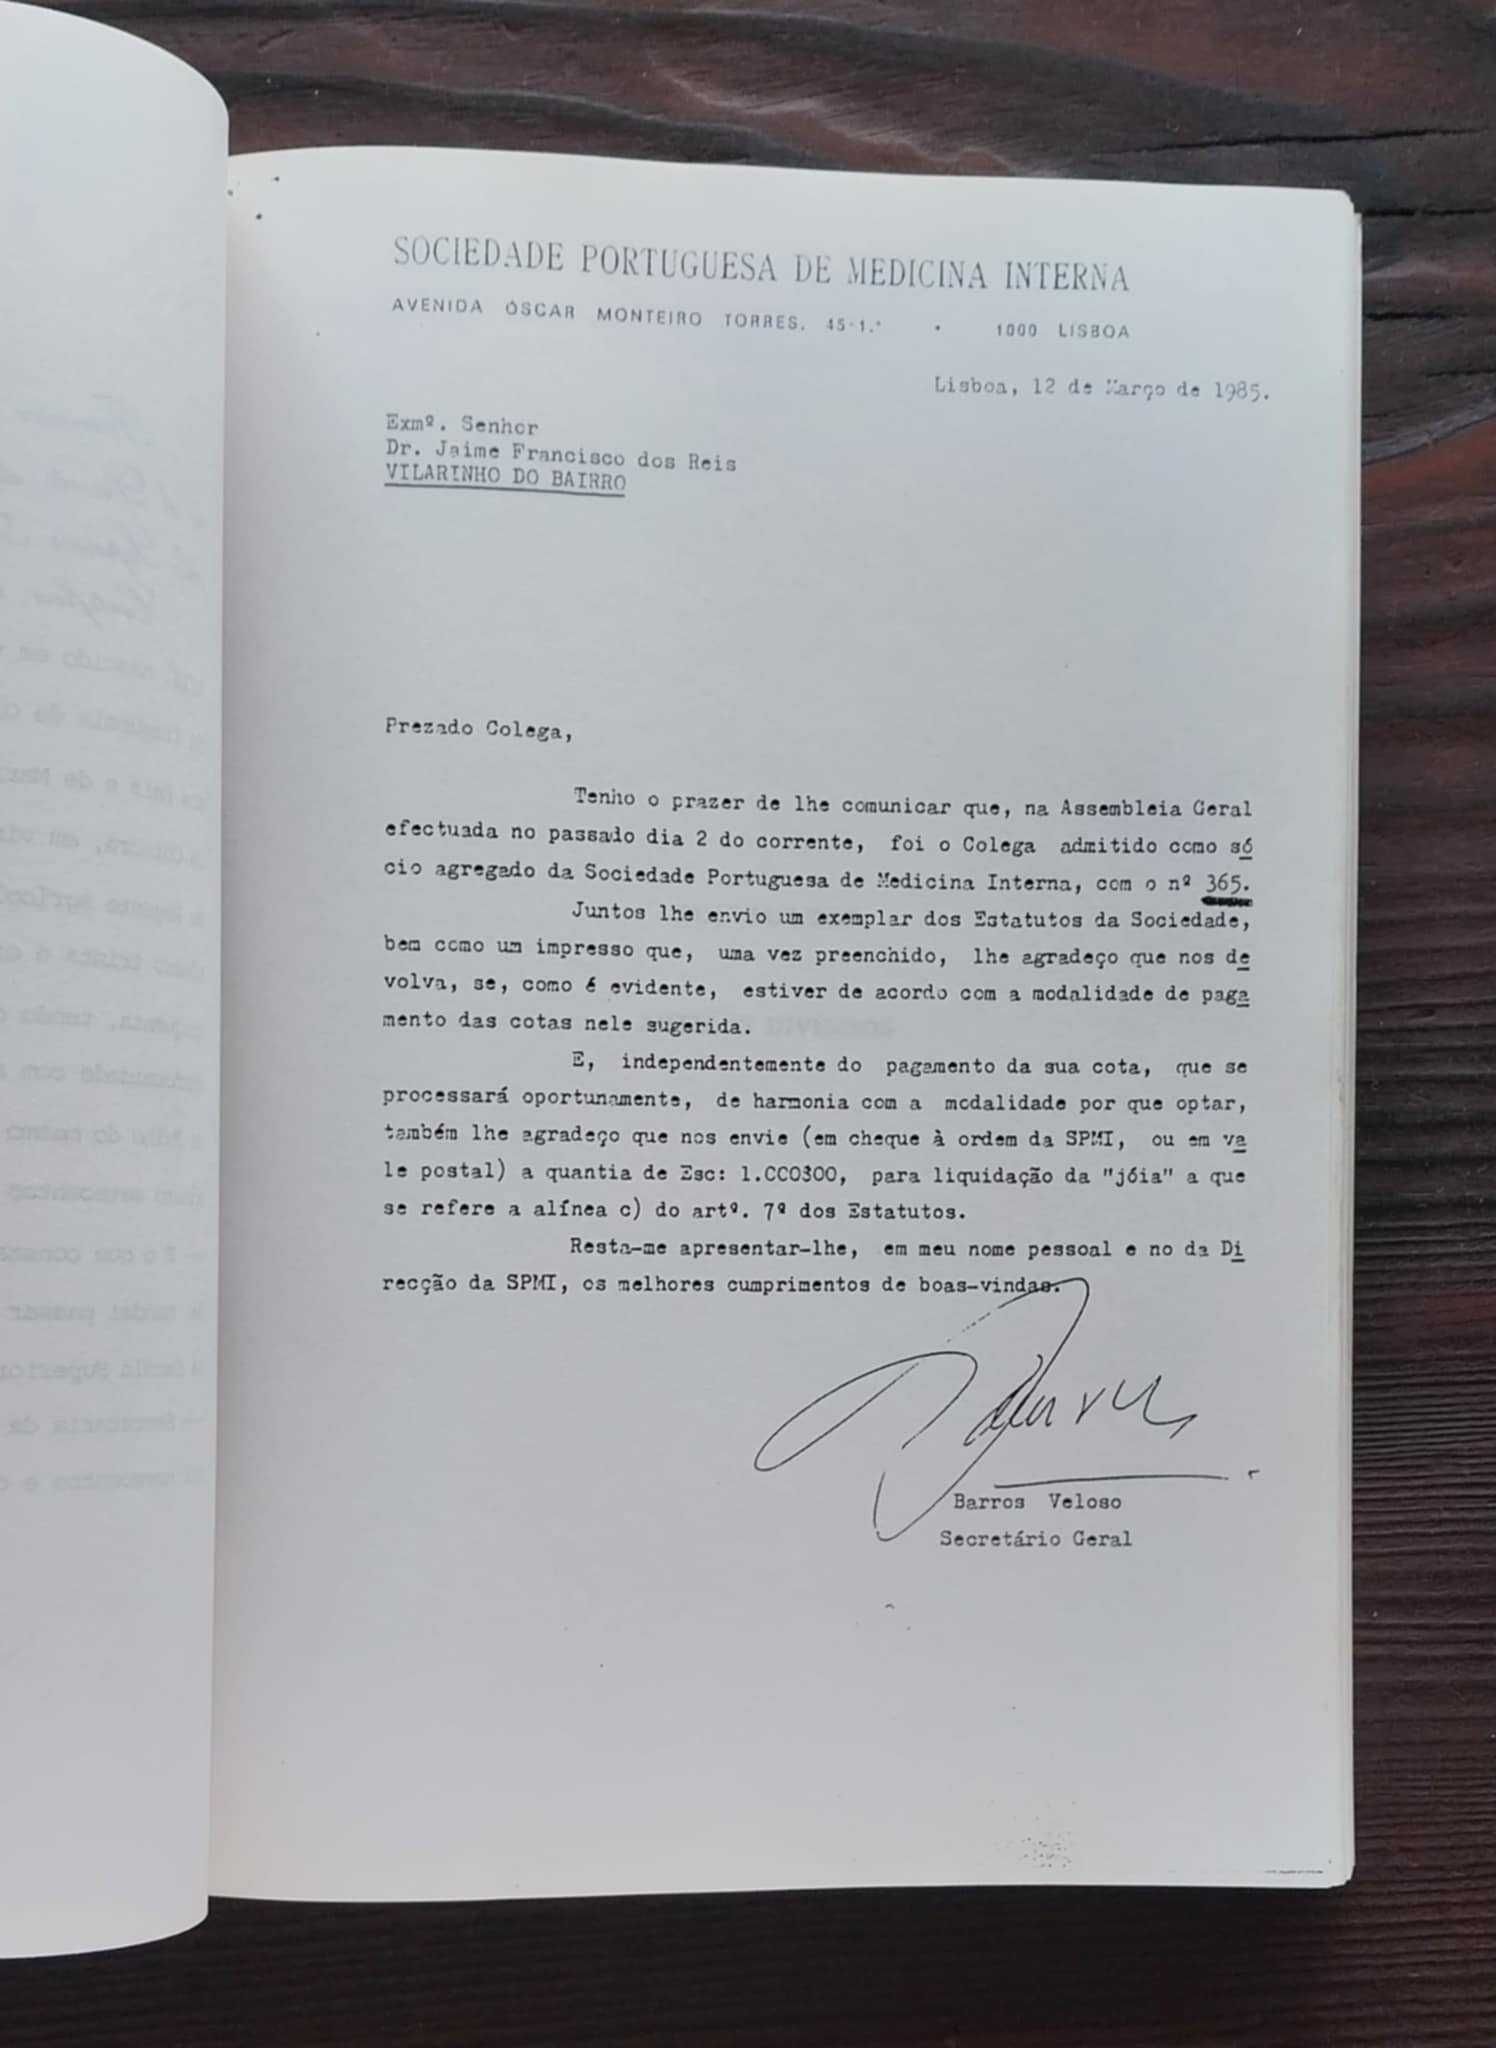 SOCIEDADE PORTUGUESA DE MEDICINA INTERNA
AVENIDA ÓSCAR MONTEIRO TORRES, 45-1.º • 1000 LISBOA
Lisboa, 12 de Março de 1985.
Exmº. Senhor
Dr. Jaime Francisco dos Reis
VILARINHO DO BAIRRO
Prezado Colega,
Tenho o prazer de lhe comunicar que, na Assembleia Geral
efectuada no passado dia 2 do corrente, foi o Colega admitido como só
cio agregado da Sociedade Portuguesa de Medicina Interna, com o nº 365.
Juntos lhe envio um exemplar dos Estatutos da Sociedade,
bem como um impresso que, uma vez preenchido, lhe agradeço que nos de
volva, se, como é evidente, estiver de acordo com a modalidade de paga
mento das cotas nele sugerida.
E, independentemente do pagamento da sua cota, que se
processará oportunamente, de harmonia com a modalidade por que optar,
também lhe agradeço que nos envie (em cheque à ordem da SPMI, ou em va
le postal) a quantia de Esc: 1.000$00, para liquidação da "jóia" a que
se refere a alínea c) do artº. 7º dos Estatutos.
Resta-me apresentar-lhe, em meu nome pessoal e no da Di
recção da SPMI, os melhores cumprimentos de boas-vindas.
Barros Veloso
Secretário Geral